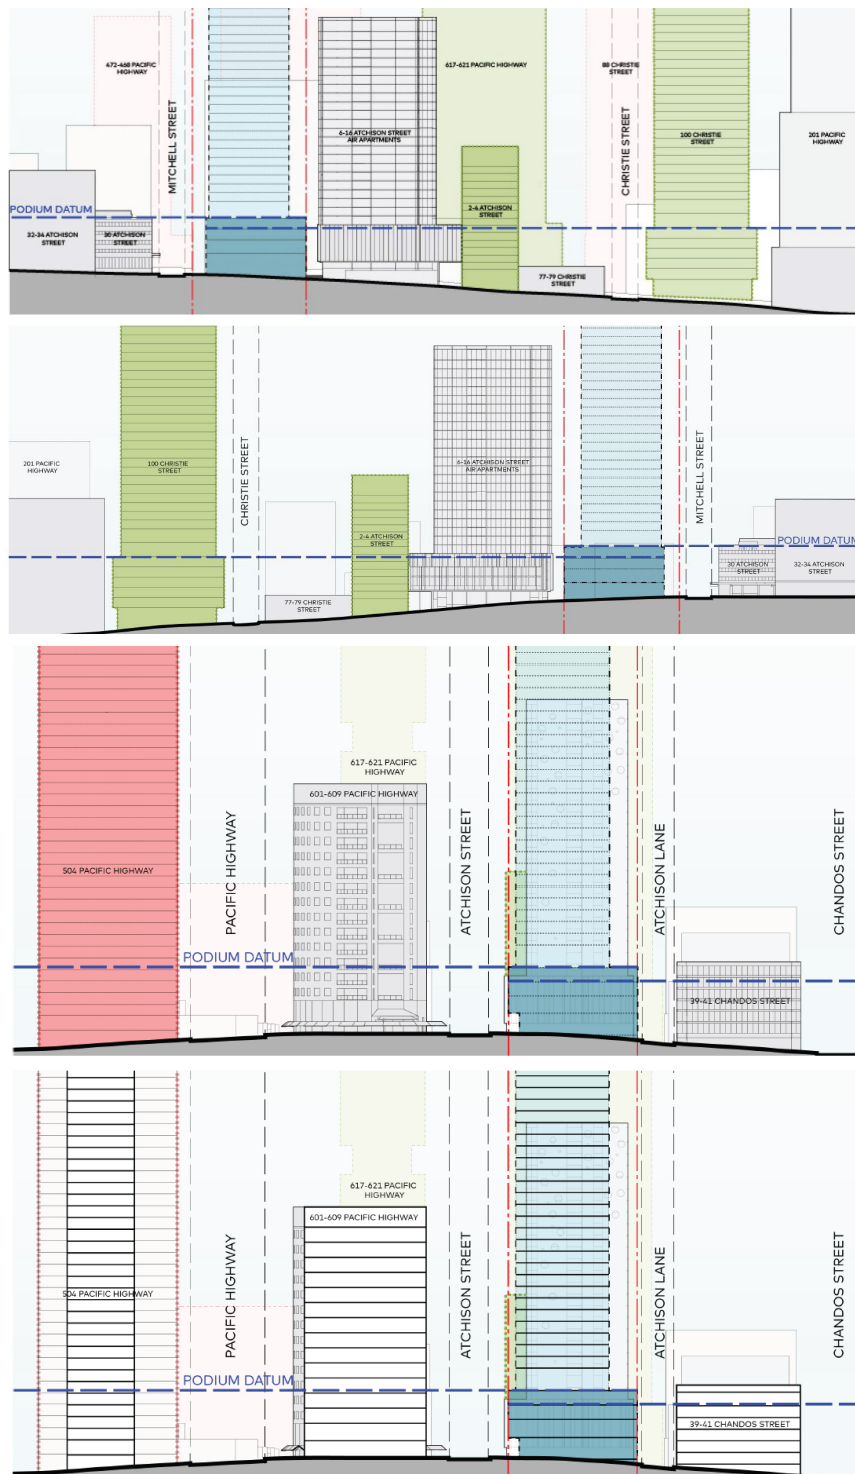 472-468 PACIFIC
HIGHWAY
MITCHELL STREET
6-16 ATCHISON STREET
AIR APARTMENTS
617-621 PACIFIC HIGHWAY
88 CHRISTIE
STREET
CHRISTIE STREET
100 CHRISTIE
STREET
201 PACIFIC
HIGHWAY
PODIUM DATUM
32-34 ATCHISON
STREET
30 ATCHISON
STREET
2-4 ATCHISON
STREET
77-79 CHRISTIE
STREET
201 PACIFIC
HIGHWAY
100 CHRISTIE
STREET
CHRISTIE STREET
6-16 ATCHISON STREET
AIR APARTMENTS
MITCHELL STREET
2-4 ATCHISON
STREET
PODIUM DATUM
30 ATCHISON
STREET
32-34 ATCHISON
STREET
77-79 CHRISTIE
STREET
617-621 PACIFIC
HIGHWAY
601-609 PACIFIC HIGHWAY
504 PACIFIC HIGHWAY
PACIFIC HIGHWAY
ATCHISON STREET
ATCHISON LANE
CHANDOS STREET
PODIUM DATUM
39-41 CHANDOS STREET
617-621 PACIFIC
HIGHWAY
601-609 PACIFIC HIGHWAY
504 PACIFIC HIGHWAY
PACIFIC HIGHWAY
ATCHISON STREET
ATCHISON LANE
CHANDOS STREET
PODIUM DATUM
39-41 CHANDOS STREET